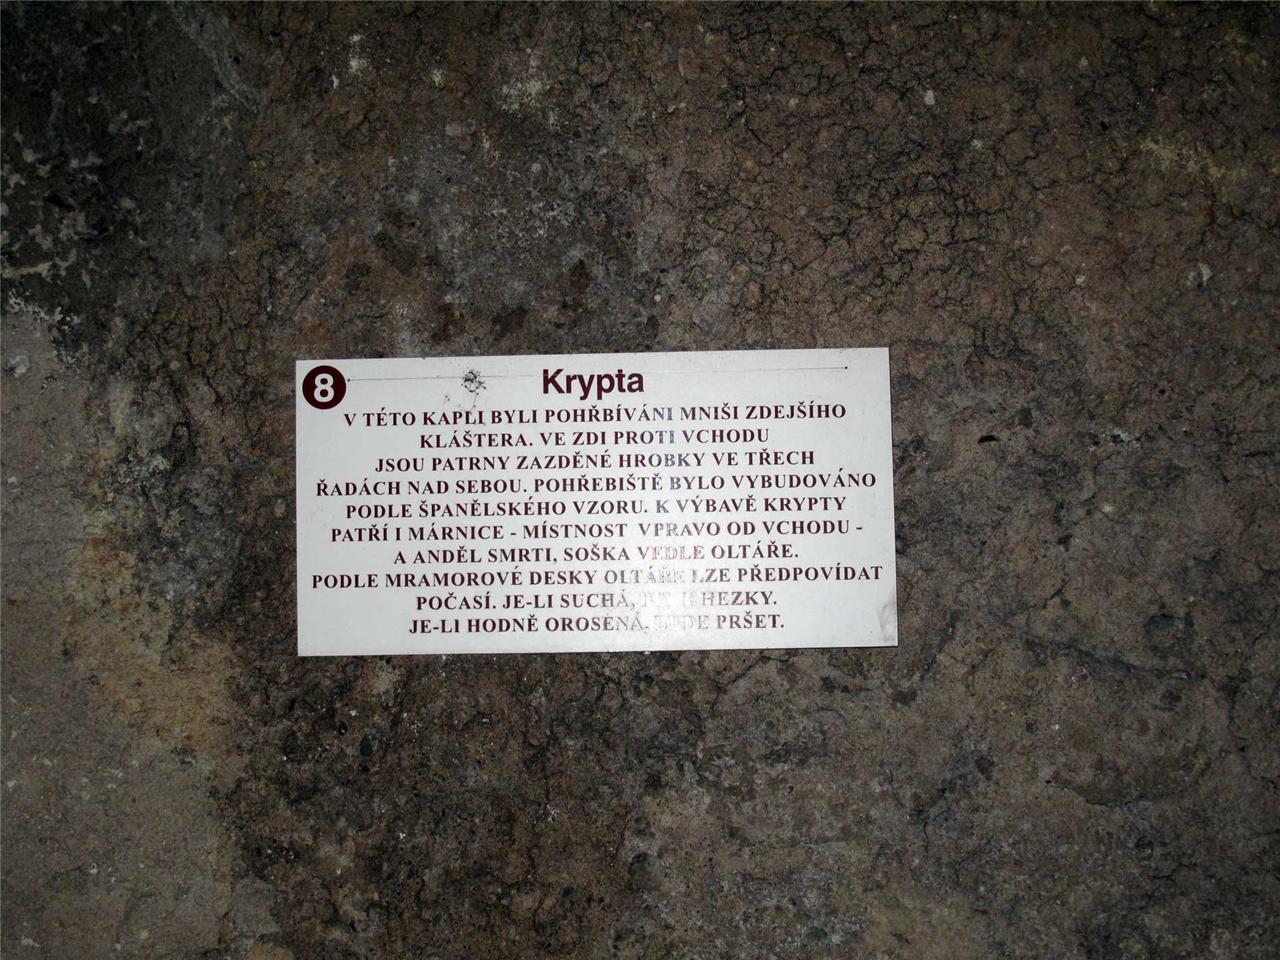 8 Krypta
V TÉTO KAPLI BYLI POHŘBÍVÁNI MNIŠI ZDEJŠÍHO
KLÁŠTERA. VE ZDI PROTI VCHODU
JSOU PATRNY ZAZDĚNÉ HROBKY VE TŘECH
ŘADÁCH NAD SEBOU. POHŘEBIŠTĚ BYLO VYBUDOVÁNO
PODLE ŠPANĚLSKÉHO VZORU. K VÝBAVĚ KRYPTY
PATŘÍ I MÁRNICE - MÍSTNOST VPRAVO OD VCHODU -
A ANDĚL SMRTI, SOŠKA VEDLE OLTÁŘE.
PODLE MRAMOROVÉ DESKY OLTÁŘE LZE PŘEDPOVÍDAT
POČASÍ. JE-LI SUCHÁ, HEZKY.
JE-LI HODNĚ OROSENÁ, BUDE PRŠET.